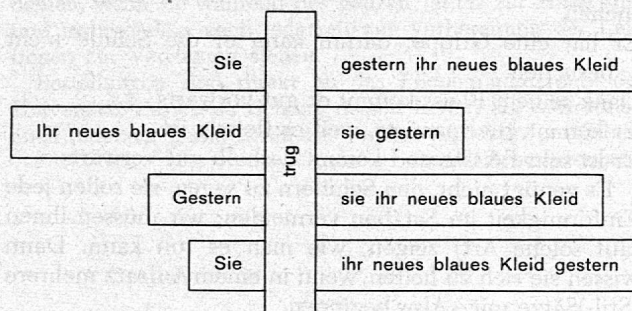 Sie trug gestern ihr neues blaues Kleid
Ihr neues blaues Kleid sie gestern
Gestern sie ihr neues blaues Kleid
Sie ihr neues blaues Kleid gestern